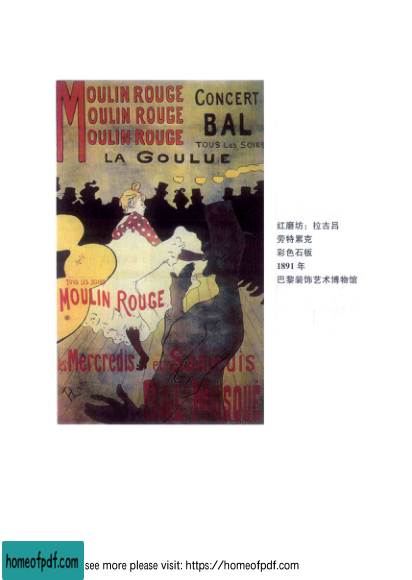 MOULIN ROUGE CONCERT
MOULIN ROUGE BAL
MOULIN ROUGE TOUS LES SOIRS
LA GOULUE
TOUS LES SOIRS
MOULIN ROUGE
Les Mercredis et Samedis
BAL MASQUÉ
红磨坊：拉古吕
劳特累克
彩色石板
1891 年
巴黎装饰艺术博物馆
homeofpdf.com
see more please visit: https://homeofpdf.com